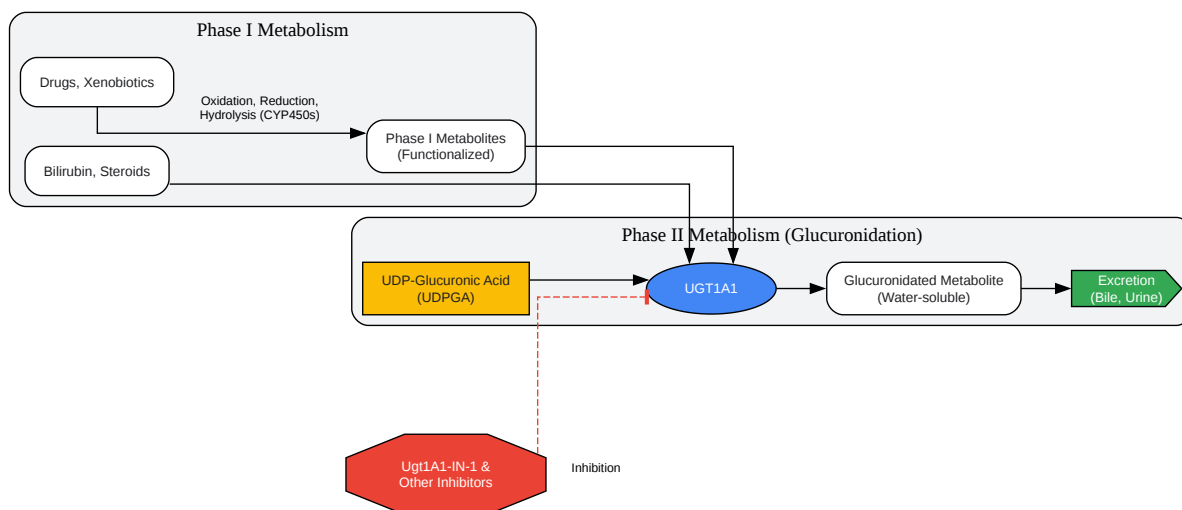 Phase I Metabolism
Drugs, Xenobiotics
Oxidation, Reduction,
Hydrolysis (CYP450s)
Phase I Metabolites
(Functionalized)
Bilirubin, Steroids
Phase II Metabolism (Glucuronidation)
UDP-Glucuronic Acid
(UDPGA)
UGT1A1
Glucuronidated Metabolite
(Water-soluble)
Excretion
(Bile, Urine)
Ugt1A1-IN-1 &
Other Inhibitors
Inhibition